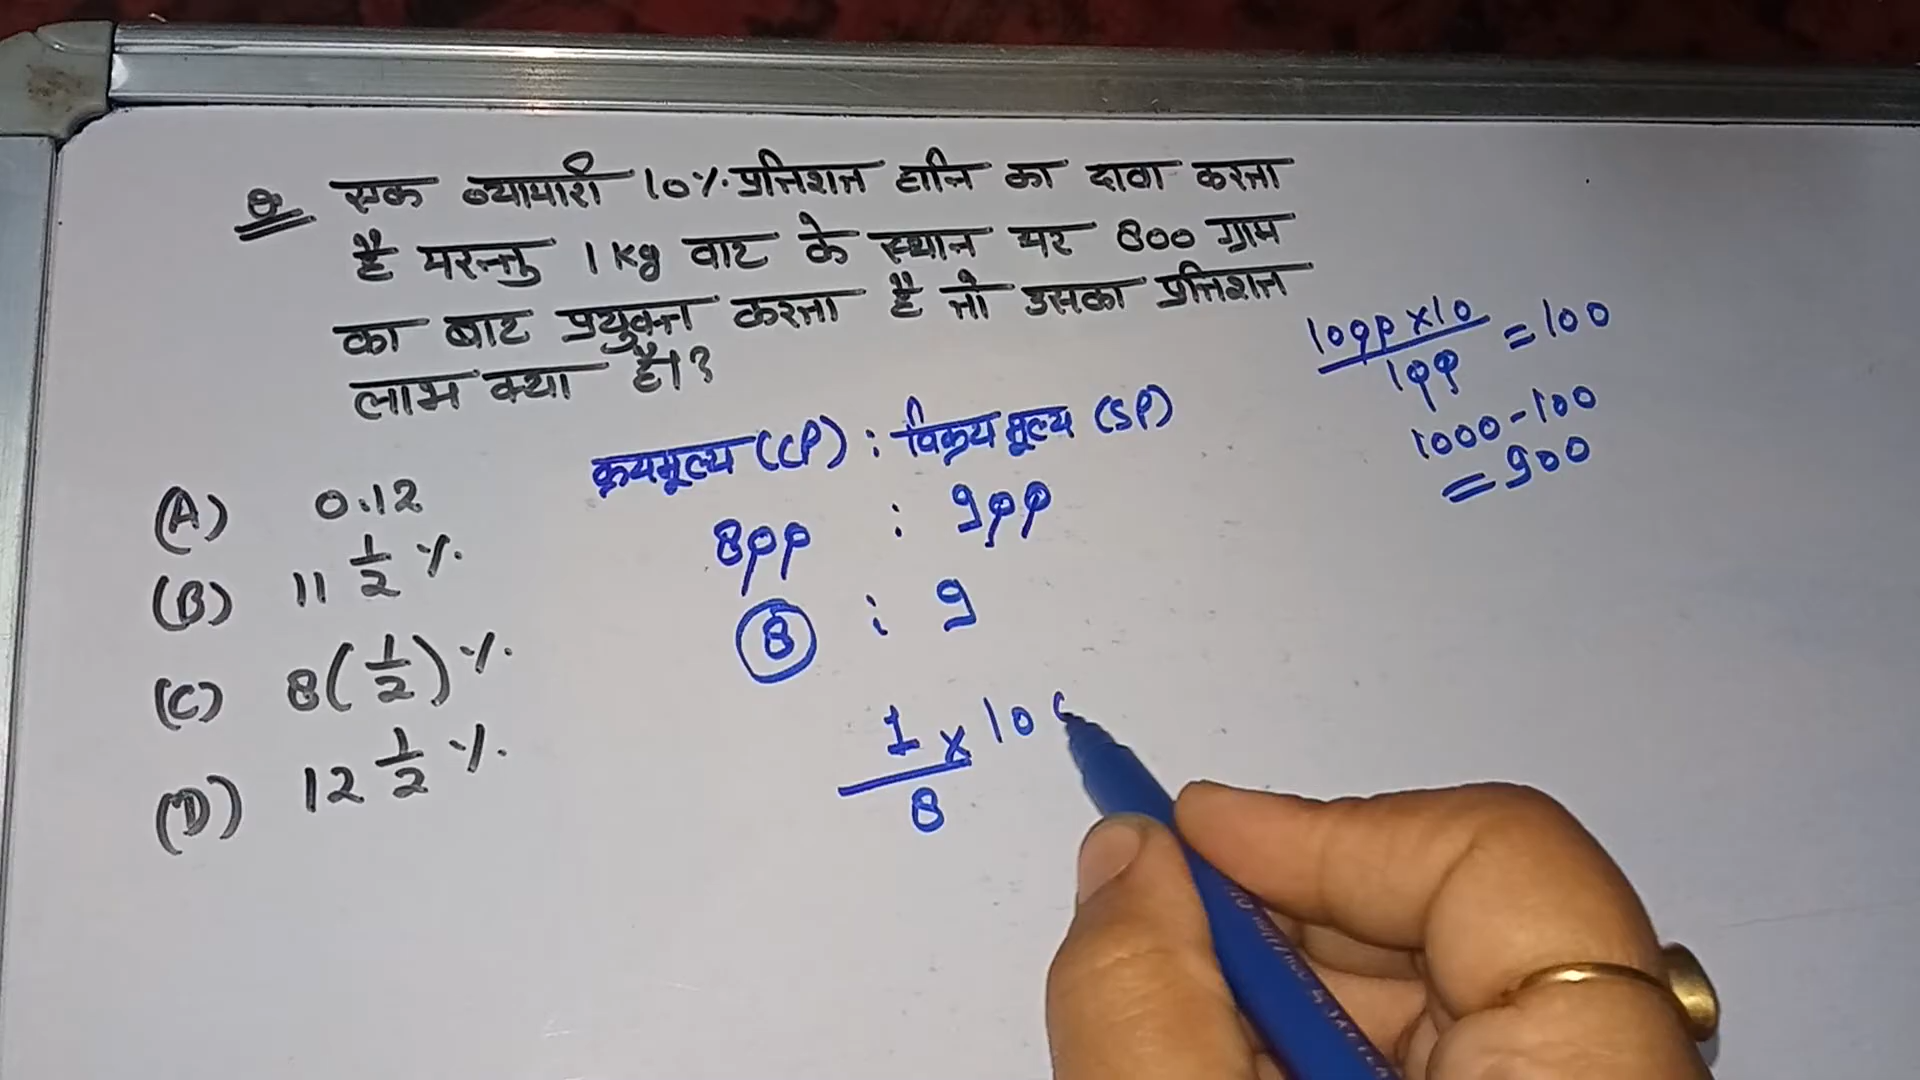 Q एक व्यापारी 10% प्रतिशत हानि का दावा करता
है परन्तु 1kg वाट के स्थान पर 800 ग्राम
का बाट प्रयुक्त करता है तो उसका प्रतिशत
लाभ क्या है।?
(A) 0.12
(B) 11 1/2 %
(C) 8(1/2)%
(D) 12 1/2 %
क्रयमूल्य (CP) : विक्रय मूल्य (SP)
800 : 900
8 : 9
1/8 × 10
1000×10/100 = 100
1000-100
= 900